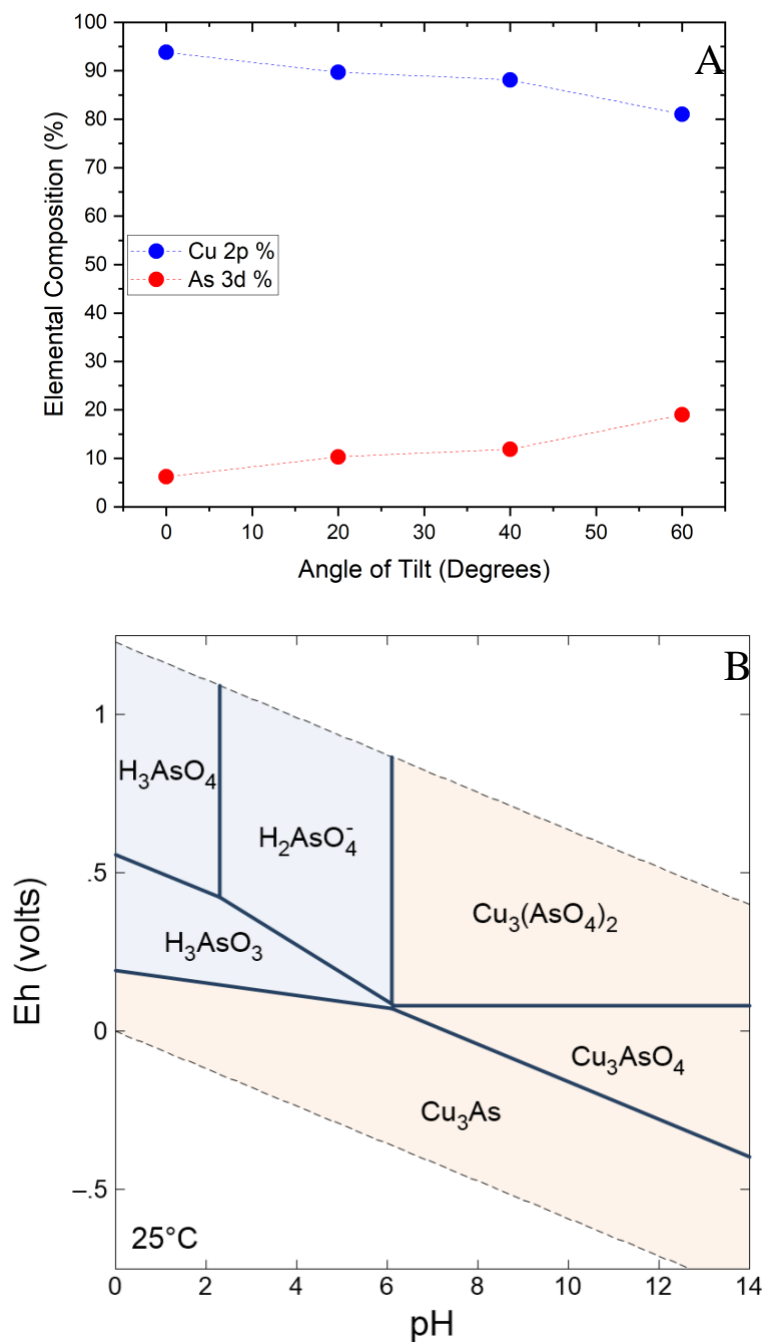 100
90
80
70
60
50
40
30
20
10
0
A
Cu 2p %
As 3d %
Elemental Composition (%)
0 10 20 30 40 50 60
Angle of Tilt (Degrees)
B
1
.5
0
–.5
Eh (volts)
H₃AsO₄
H₂AsO₄⁻
H₃AsO₃
Cu₃(AsO₄)₂
Cu₃AsO₄
Cu₃As
25°C
0 2 4 6 8 10 12 14
pH